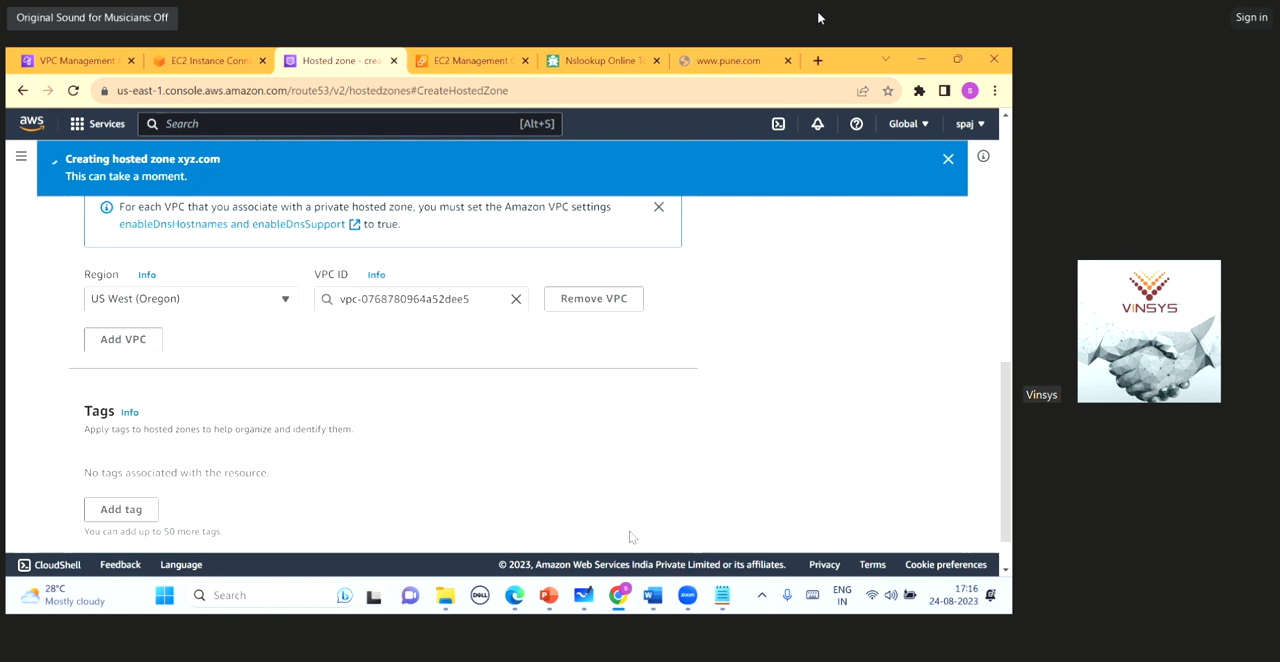 Original Sound for Musicians: Off
Sign in
VPC Management
EC2 Instance Conn
Hosted zone - crea
EC2 Management
Nslookup Online T
www.pune.com
us-east-1.console.aws.amazon.com/route53/v2/hostedzones#CreateHostedZone
S
aws
Services
Search
[Alt+S]
Global
spaj
Creating hosted zone xyz.com
This can take a moment.
For each VPC that you associate with a private hosted zone, you must set the Amazon VPC settings
enableDnsHostnames and enableDnsSupport to true.
Region Info
VPC ID Info
US West (Oregon)
vpc-0768780964a52dee5
Remove VPC
Add VPC
Tags Info
Apply tags to hosted zones to help organize and identify them.
No tags associated with the resource.
Add tag
You can add up to 50 more tags.
CloudShell
Feedback
Language
© 2023, Amazon Web Services India Private Limited or its affiliates.
Privacy
Terms
Cookie preferences
28°C
Mostly cloudy
Search
DELL
ENG
IN
17:16
24-08-2023
VINSYS
Vinsys